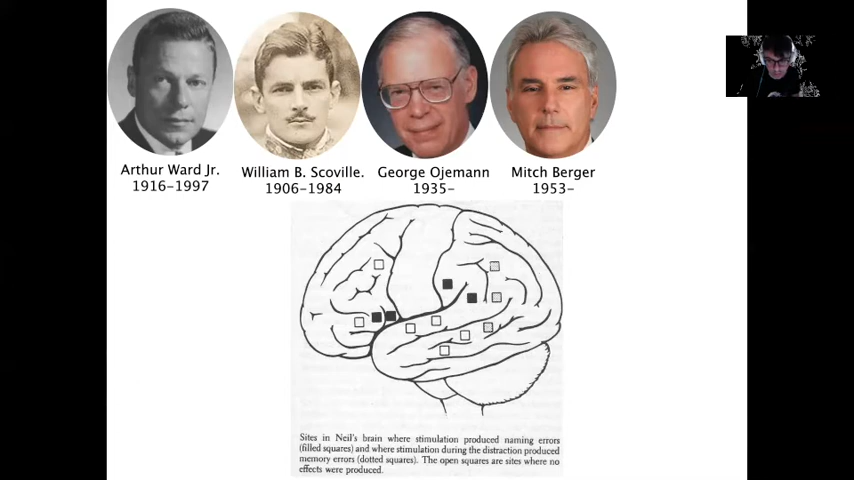 Arthur Ward Jr.
1916-1997
William B. Scoville.
1906-1984
George Ojemann
1935-
Mitch Berger
1953-
Sites in Neil's brain where stimulation produced naming errors
(filled squares) and where stimulation during the distraction produced
memory errors (dotted squares). The open squares are sites where no
effects were produced.